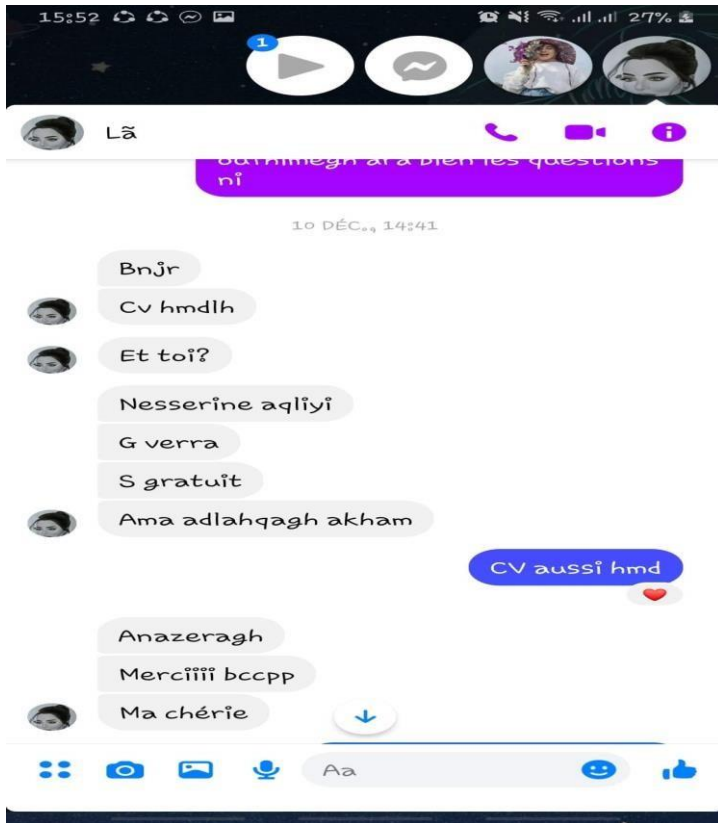 15:52
27%
1
Lã
ni
10 DÉC., 14:41
Bnjr
Cv hmdlh
Et toi?
Nesserine aqliyi
G verra
S gratuit
Ama adlahqagh akham
CV aussi hmd
Anazeragh
Merciiii bccpp
Ma chérie
Aa